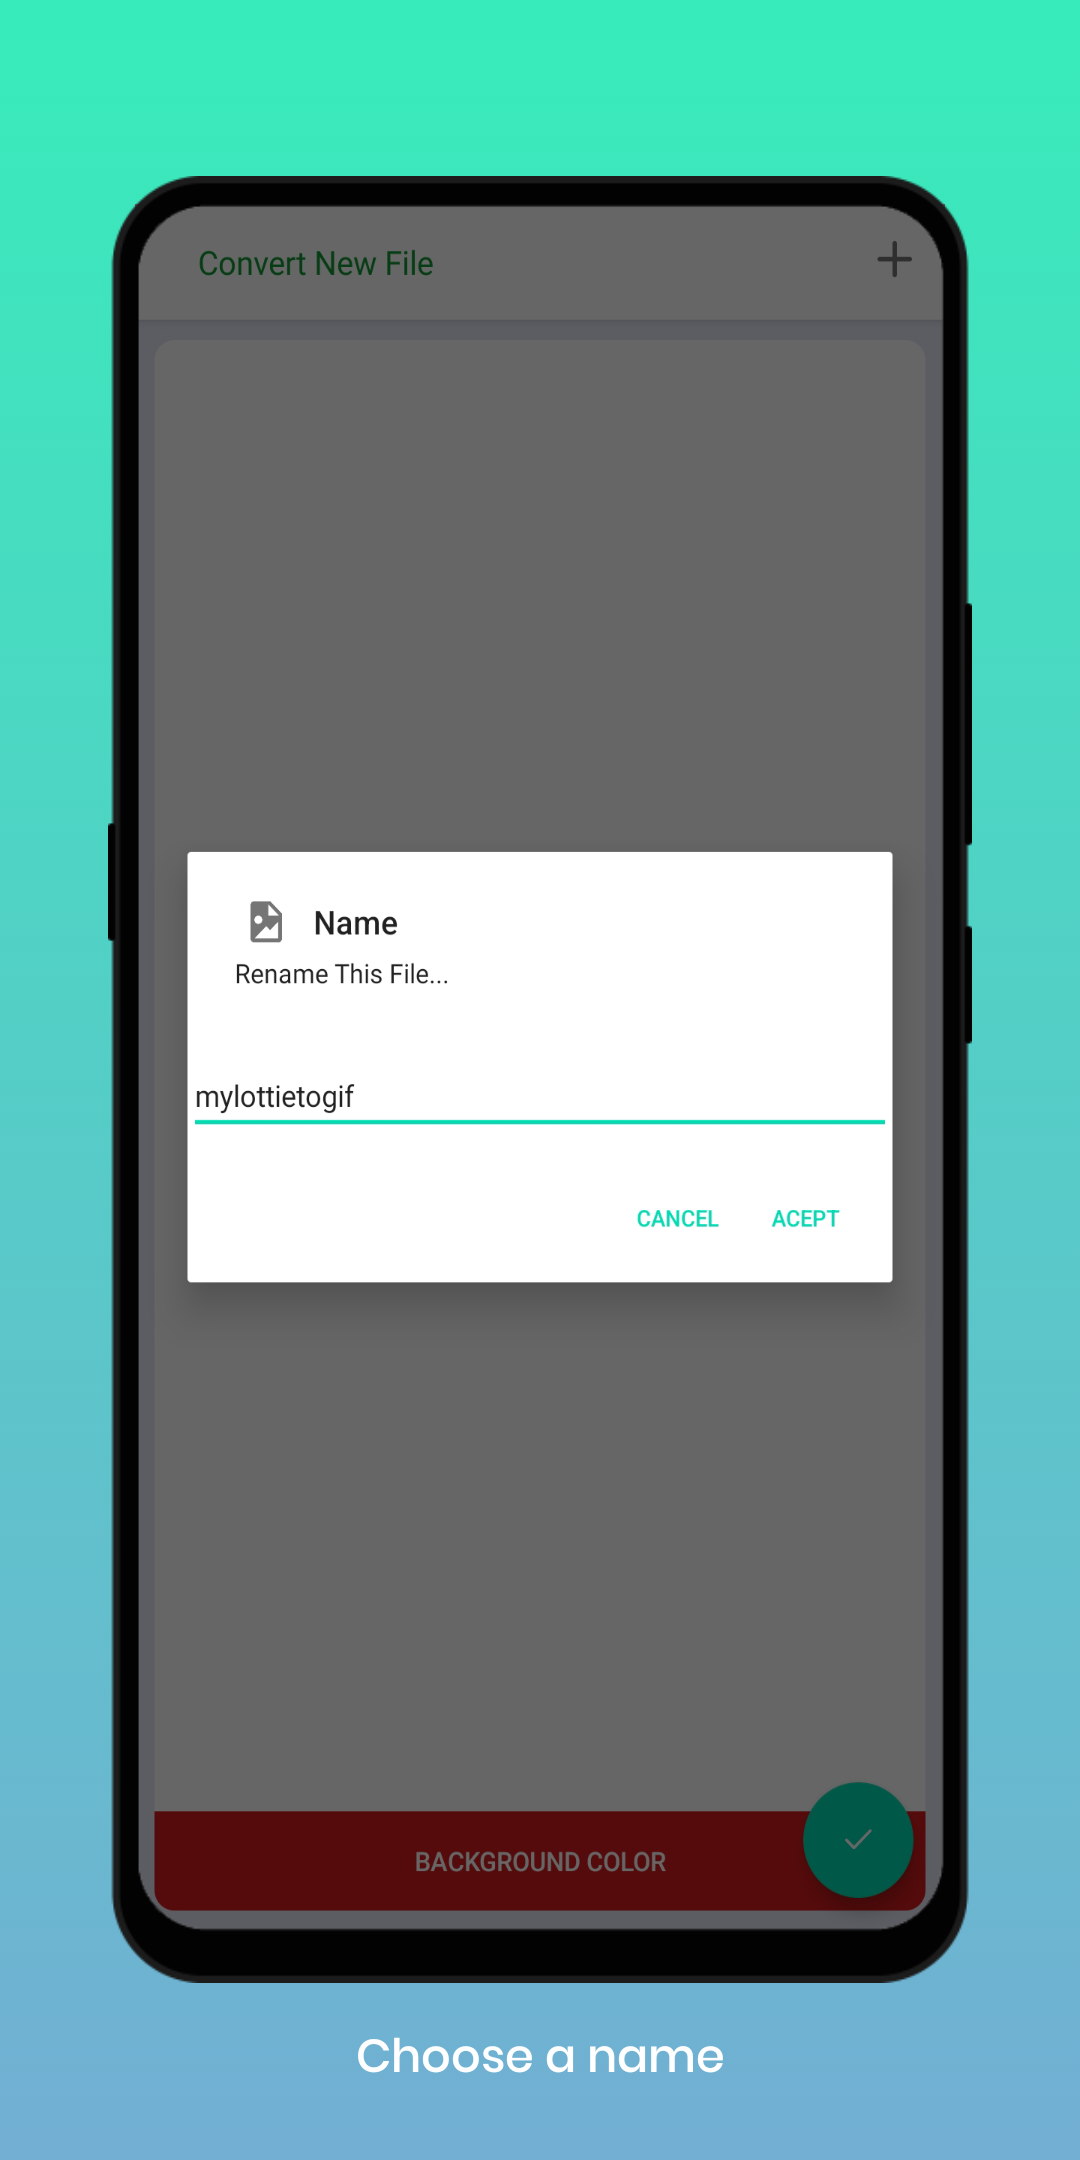 Convert New File
Name
Rename This File...
mylottietogif
CANCEL ACEPT
BACKGROUND COLOR
Choose a name